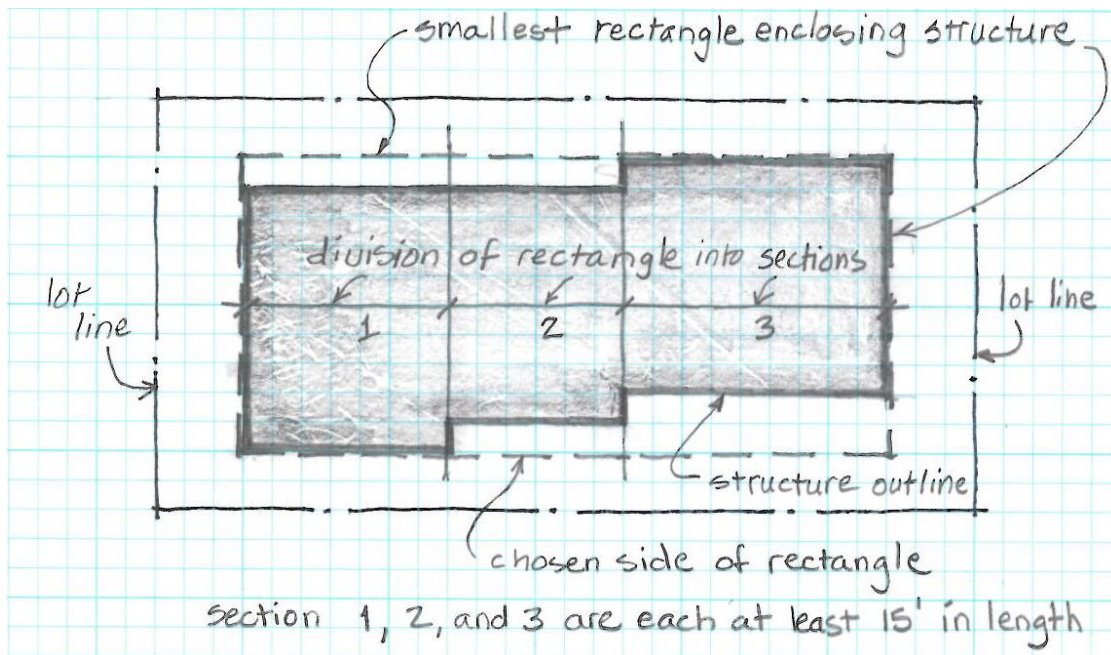 smallest rectangle enclosing structure
division of rectangle into sections
1 2 3
lot
line
lot line
structure outline
chosen side of rectangle
section 1, 2, and 3 are each at least 15' in length